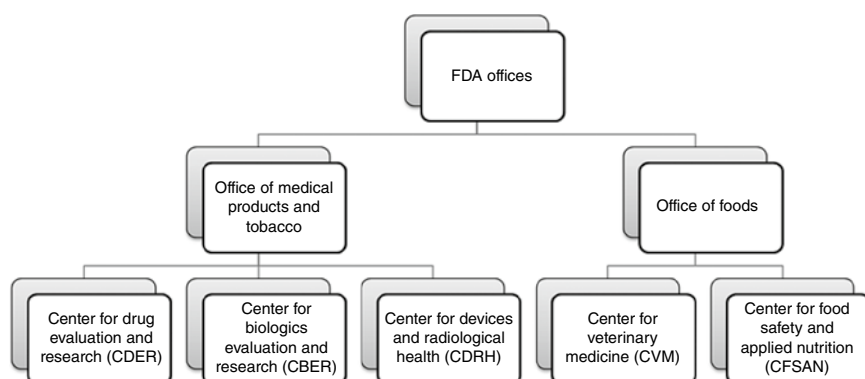 FDA offices
Office of medical
products and
tobacco
Office of foods
Center for drug
evaluation and
research (CDER)
Center for
biologics
evaluation and
research (CBER)
Center for devices
and radiological
health (CDRH)
Center for
veterinary
medicine (CVM)
Center for food
safety and
applied nutrition
(CFSAN)